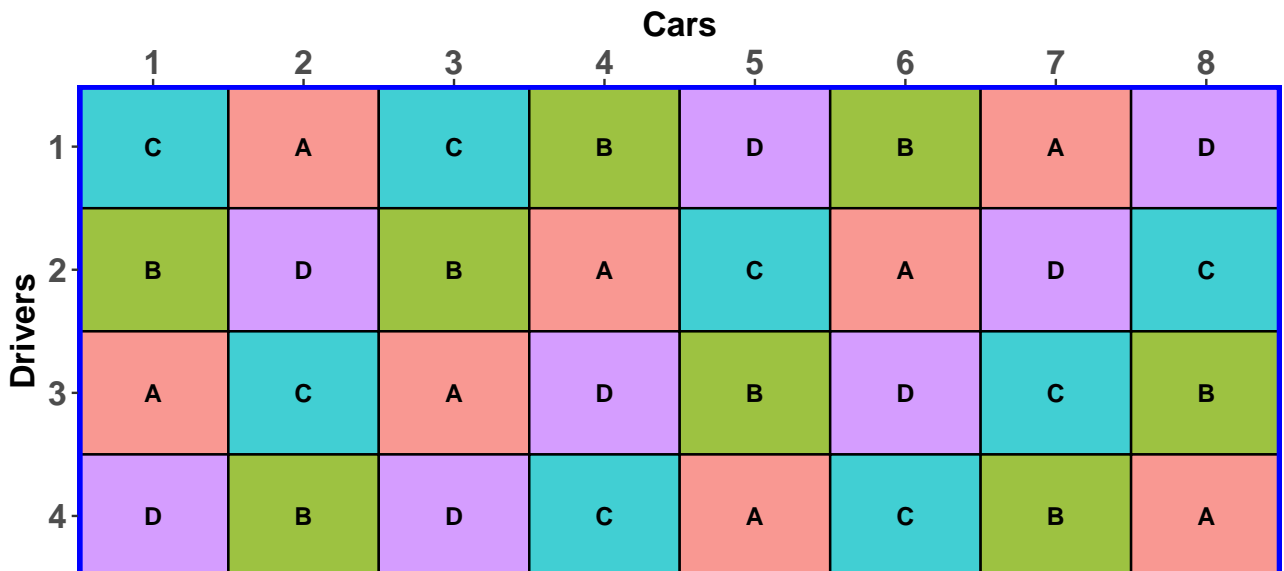 Cars
1 2 3 4 5 6 7 8
Drivers
1 C A C B D B A D
2 B D B A C A D C
3 A C A D B D C B
4 D B D C A C B A